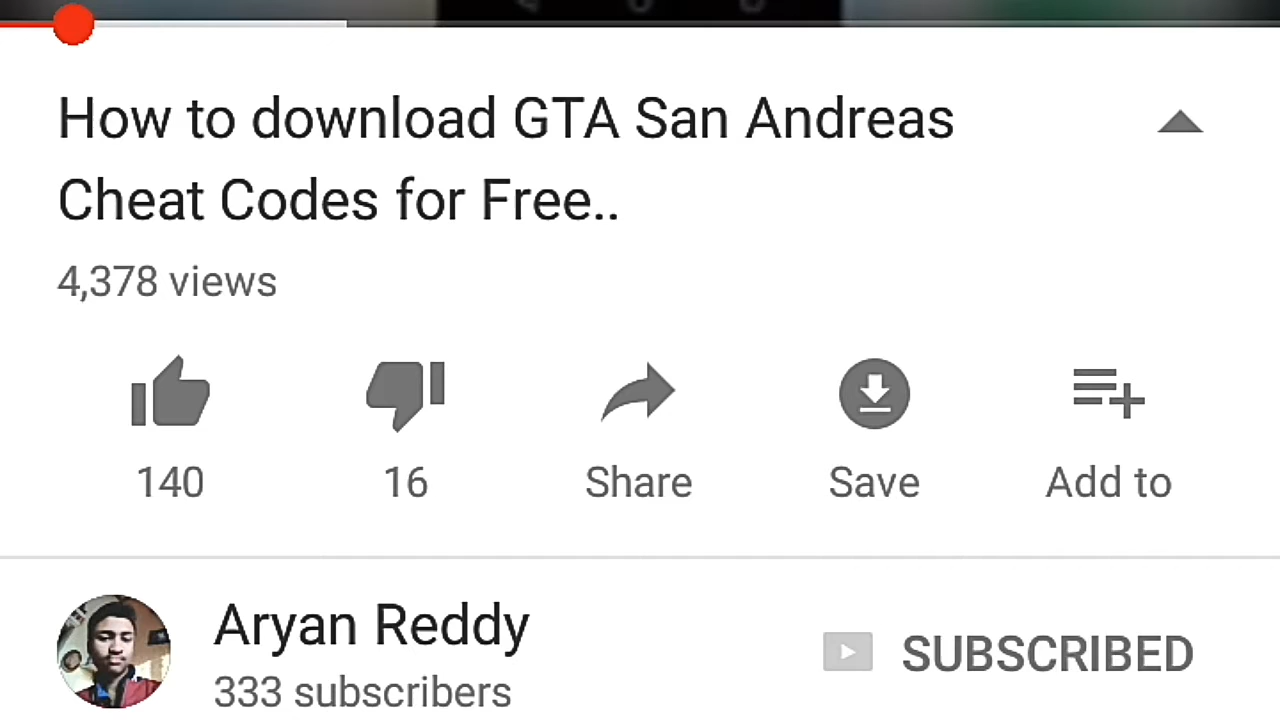 How to download GTA San Andreas
Cheat Codes for Free..
4,378 views
140
16
Share
Save
Add to
Aryan Reddy
SUBSCRIBED
333 subscribers